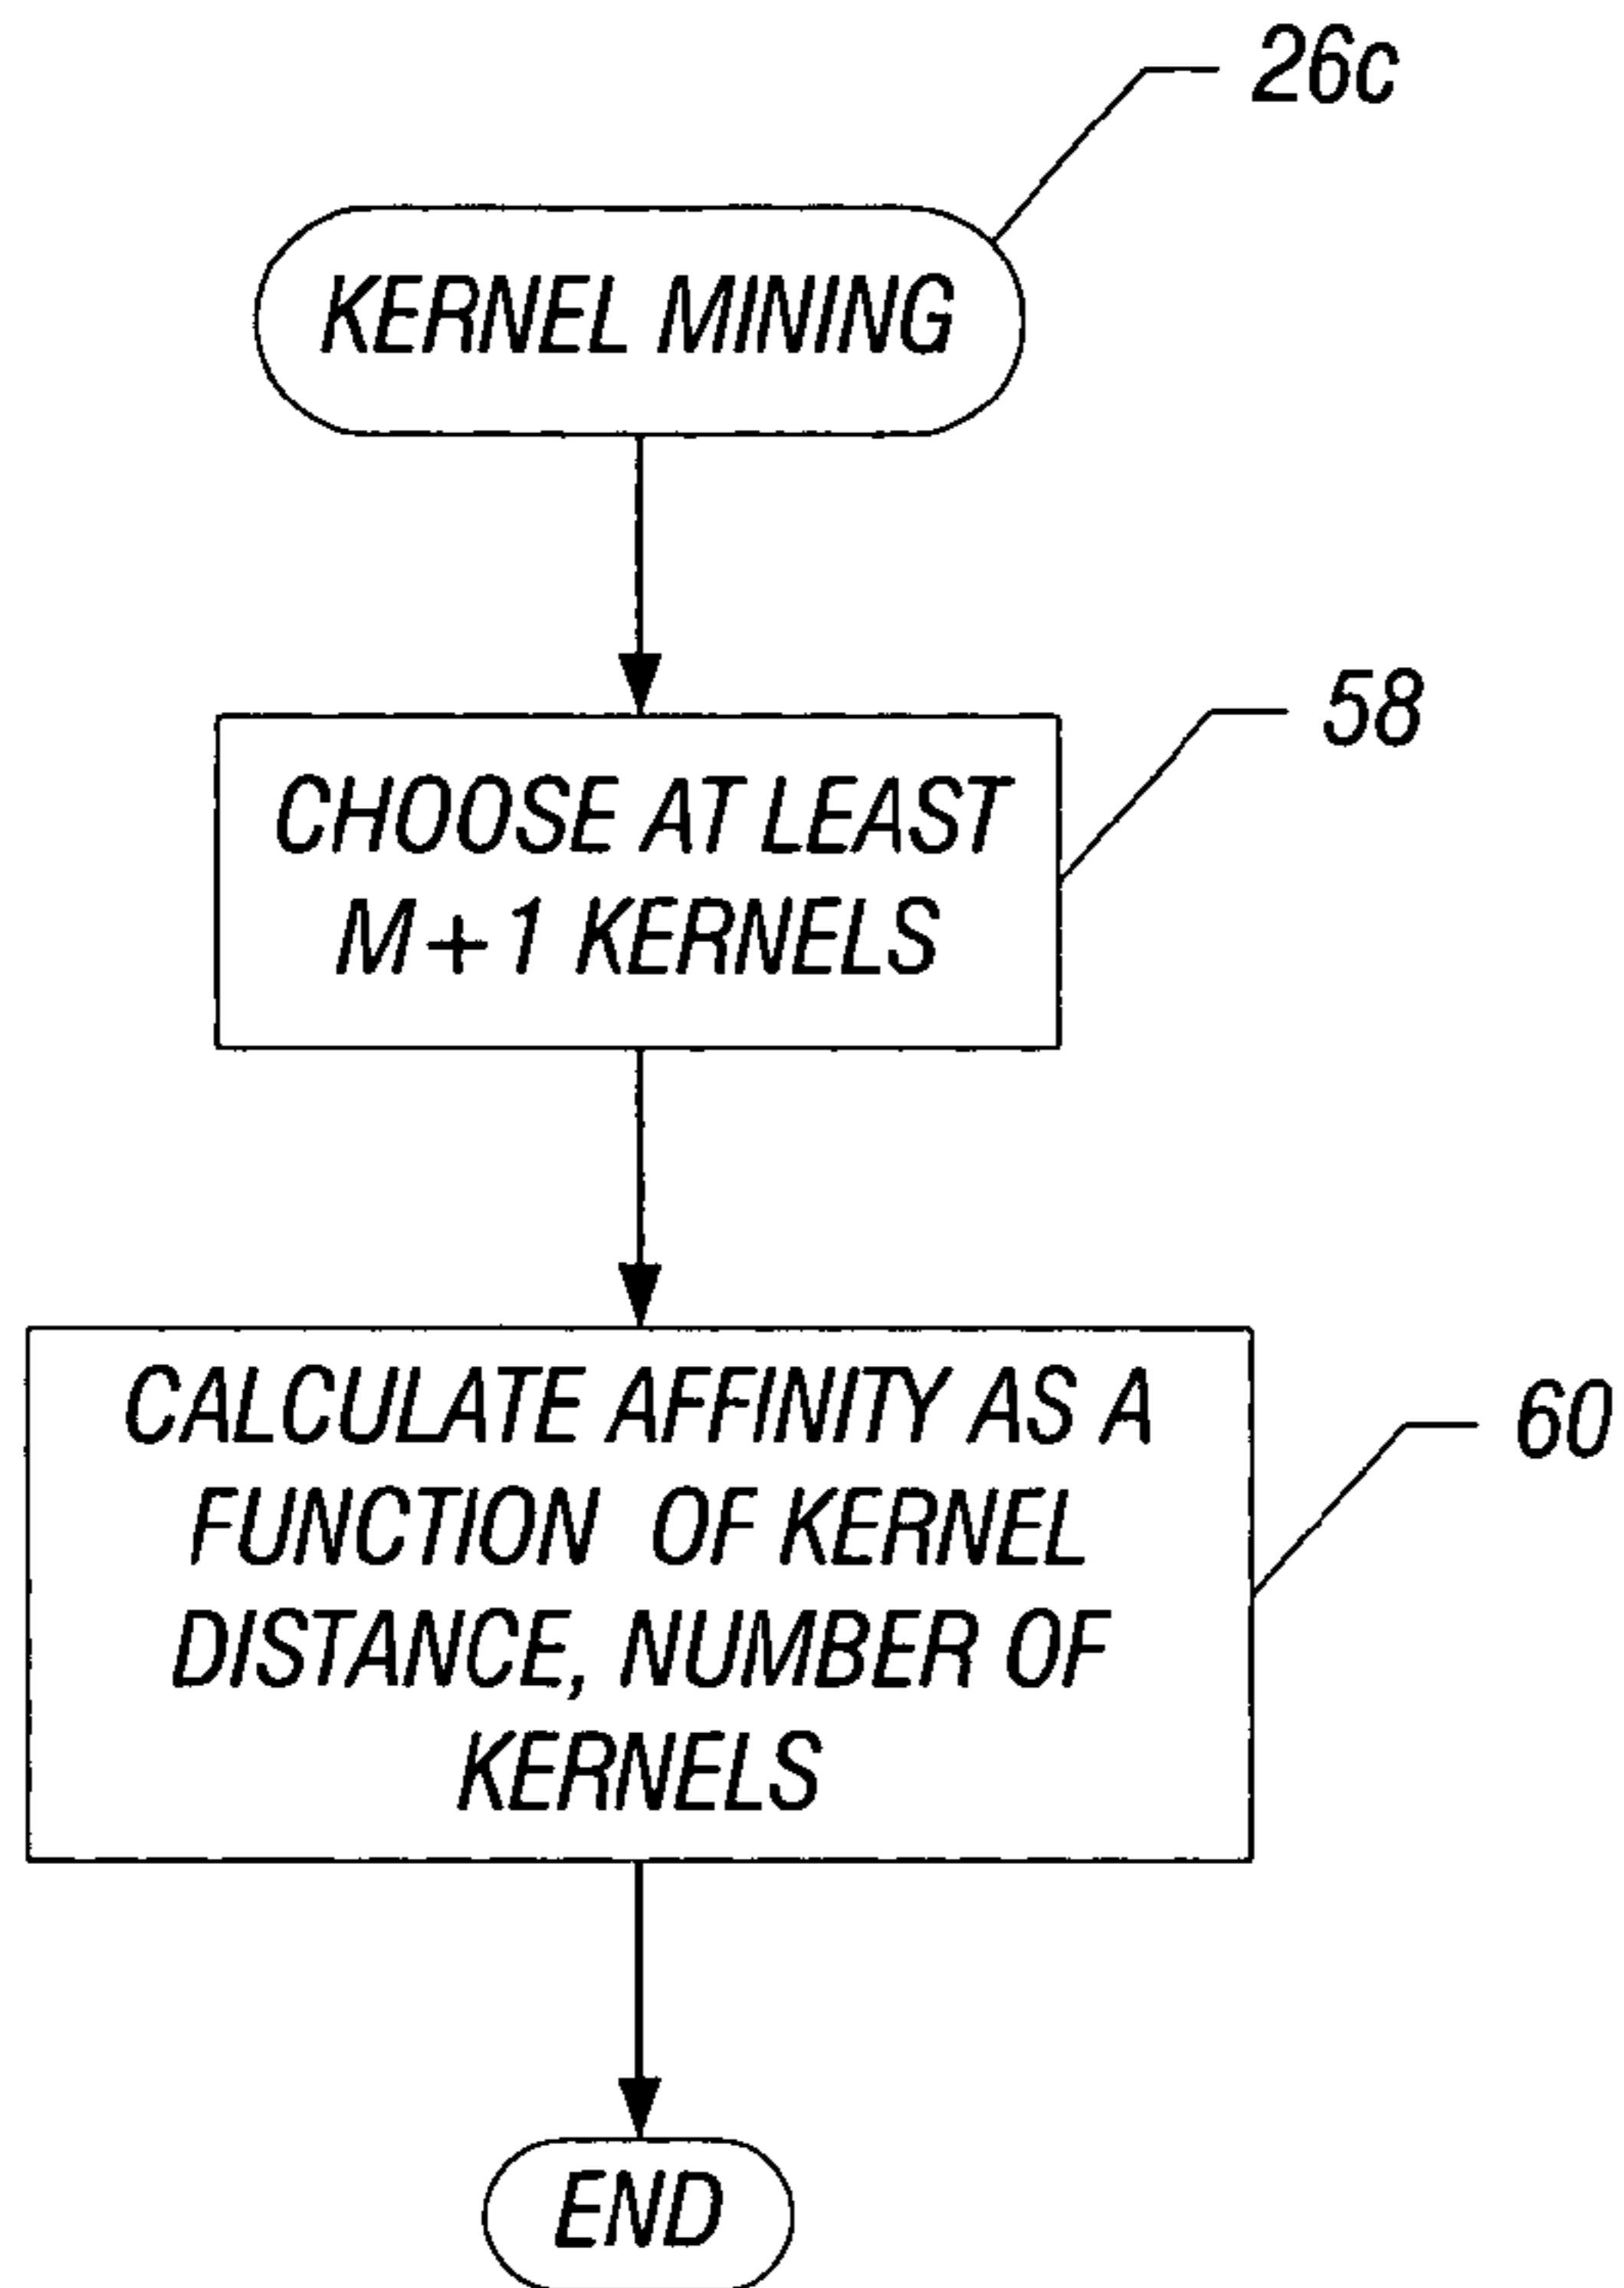 26c
KERNEL MINING
58
CHOOSE AT LEAST
M+1 KERNELS
60
CALCULATE AFFINITY AS A
FUNCTION OF KERNEL
DISTANCE, NUMBER OF
KERNELS
END